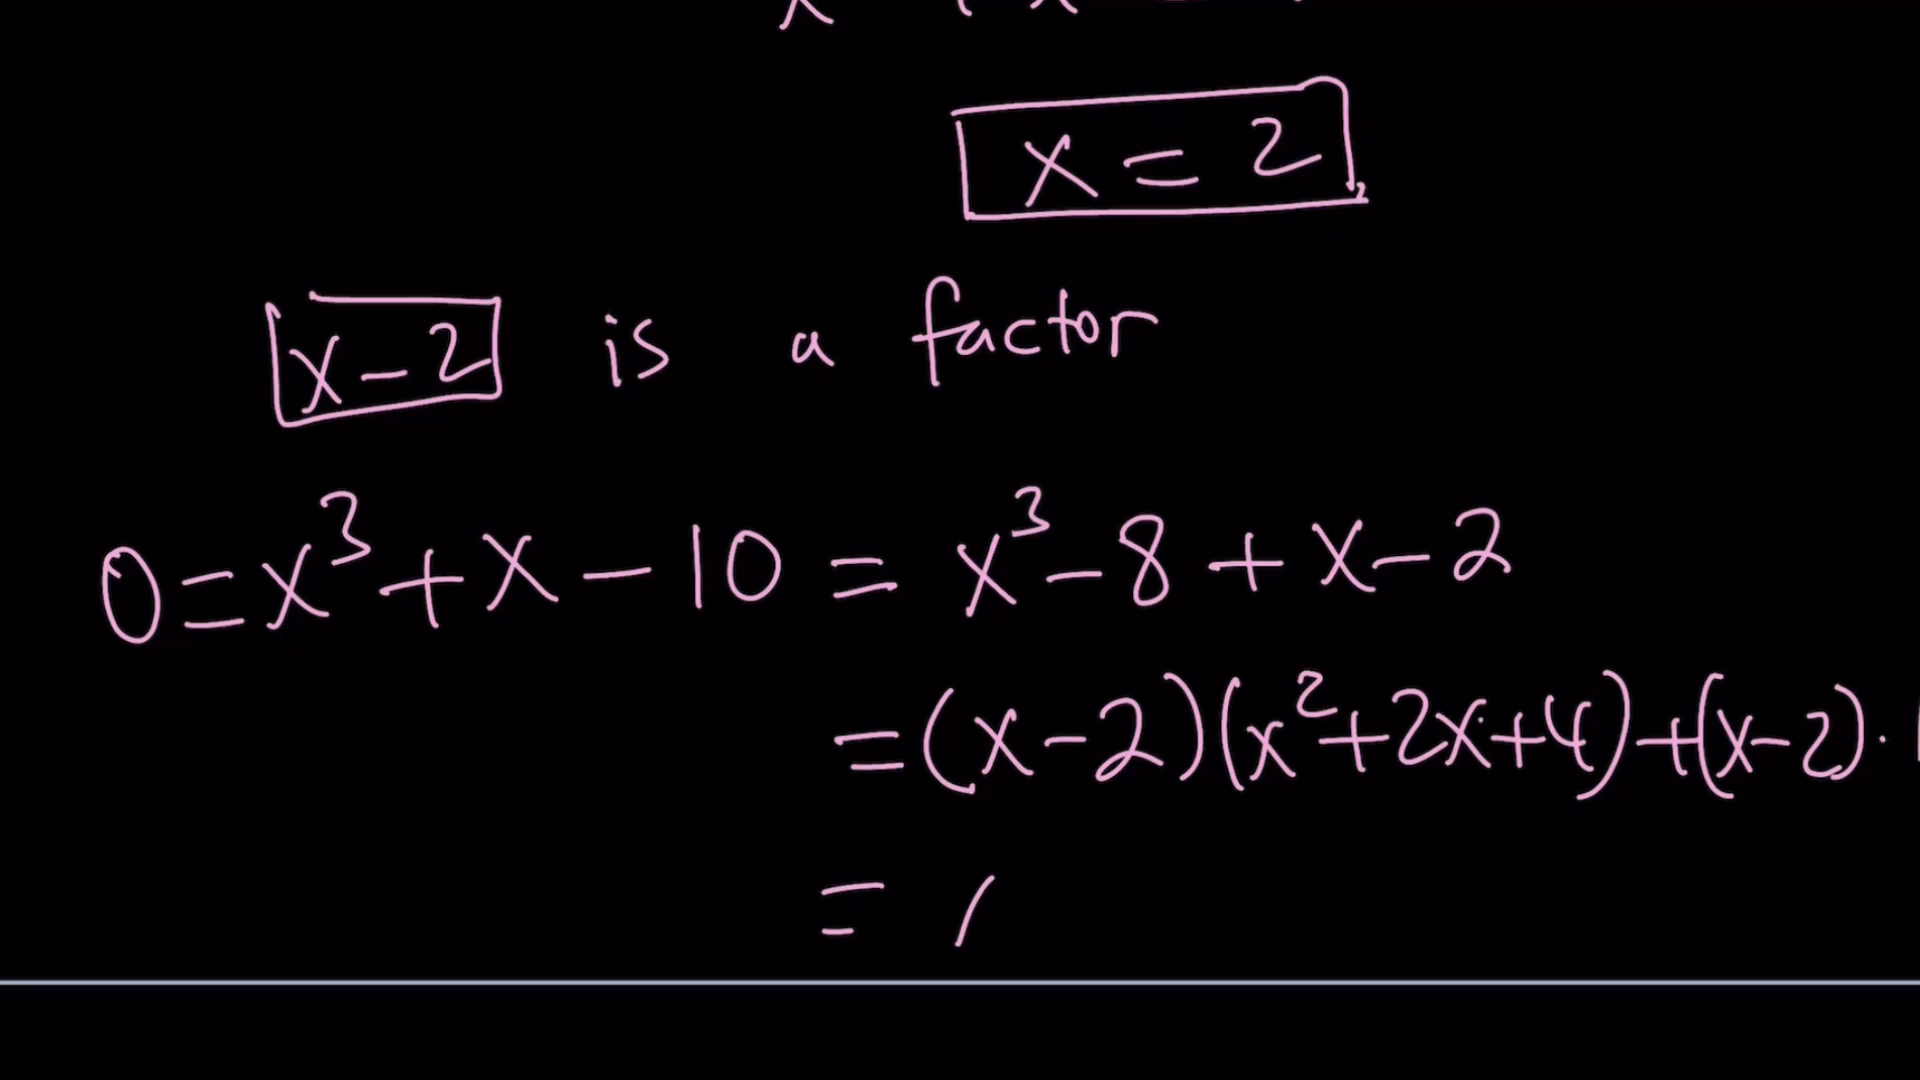 x = 2
x-2 is a factor
0=x³+x-10 = x³-8+x-2
=(x-2)(x²+2x+4)+(x-2)·
= (